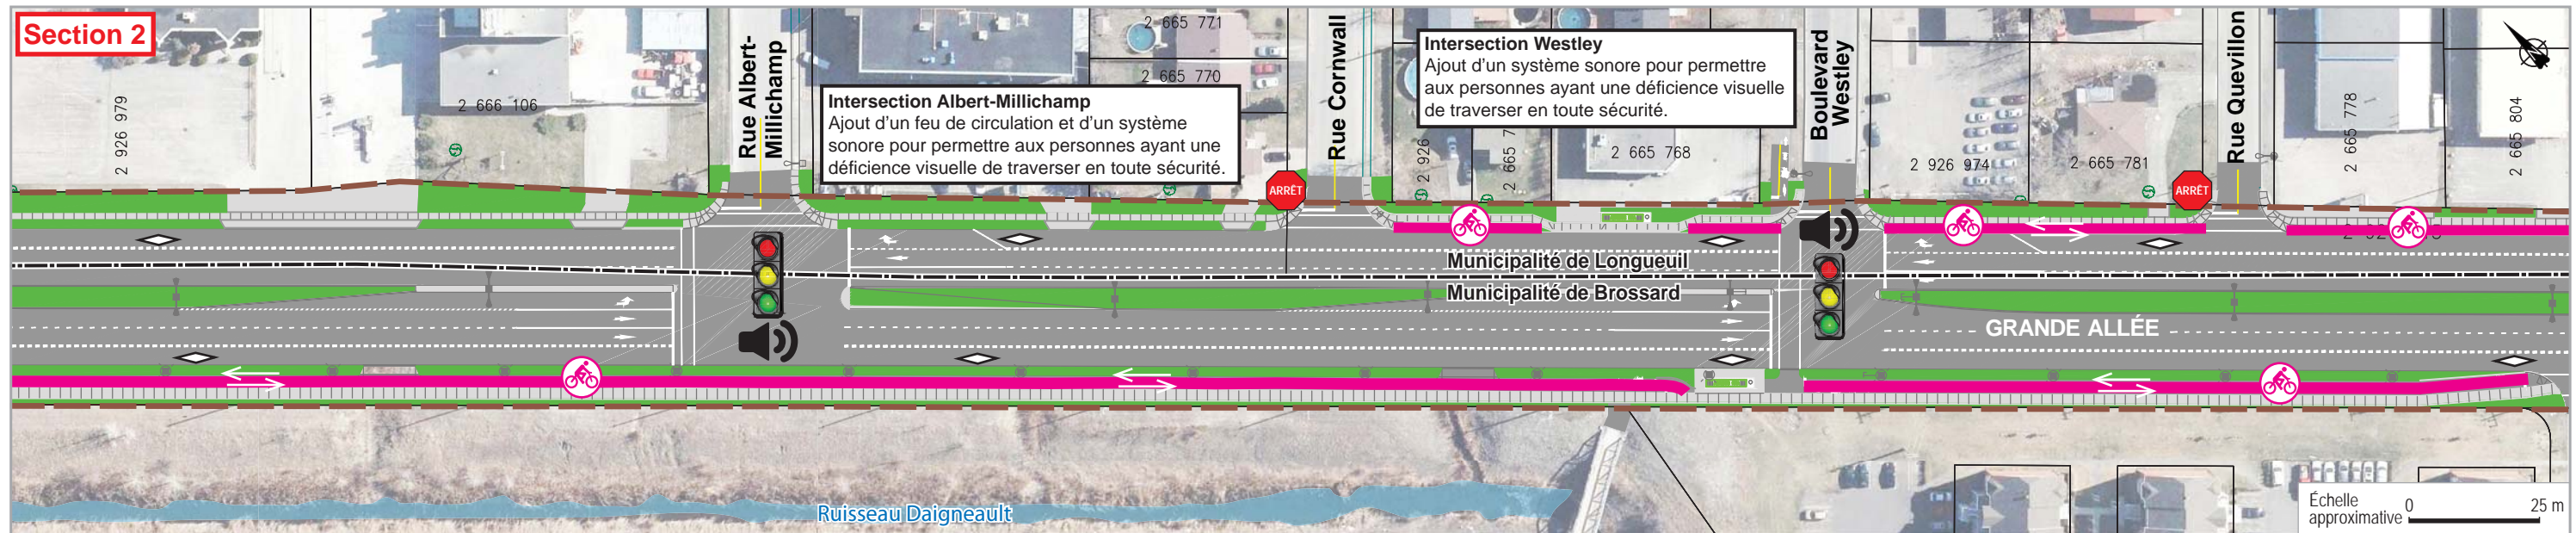 Section 2
2 926 979
2 666 106
Rue Albert-
Millichamp
2 665 771
2 665 770
Intersection Albert-Millichamp
Ajout d'un feu de circulation et d'un système
sonore pour permettre aux personnes ayant une
déficience visuelle de traverser en toute sécurité.
Rue Cornwall
ARRÊT
Intersection Westley
Ajout d'un système sonore pour permettre
aux personnes ayant une déficience visuelle
de traverser en toute sécurité.
2 926
2 665 7
2 665 768
Boulevard
Westley
2 926 974
2 665 781
ARRÊT
Rue Quevillon
2 665 778
2 665 804
Municipalité de Longueuil
Municipalité de Brossard
GRANDE ALLÉE
Ruisseau Daigneault
Échelle
approximative
0
25 m